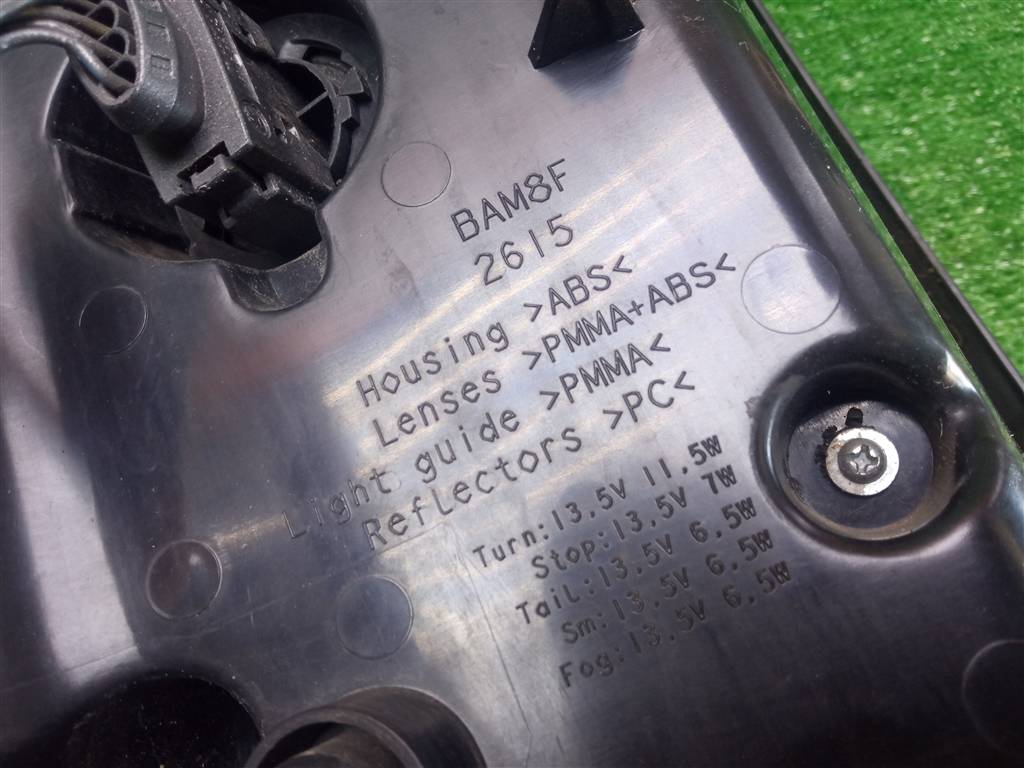 BAM8F
2615
Housing >ABS<
Lenses >PMMA+ABS<
Light guide >PMMA<
Reflectors >PC<
Turn:13.5V 11.5W
Stop:13.5V 7W
Tail:13.5V 6.5W
Sm:13.5V 6.5W
Fog:13.5V 6.5W